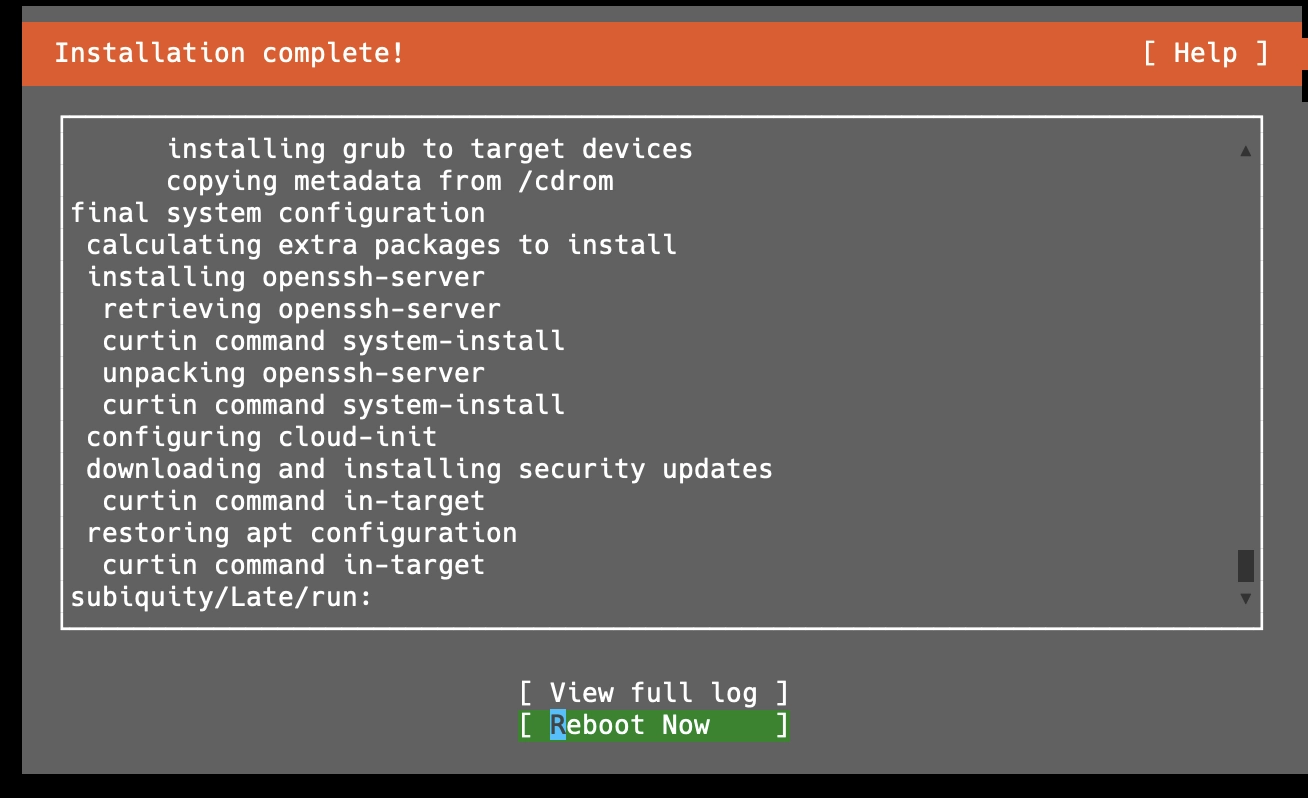 Installation complete! [ Help ]
installing grub to target devices
copying metadata from /cdrom
final system configuration
calculating extra packages to install
installing openssh-server
retrieving openssh-server
curtin command system-install
unpacking openssh-server
curtin command system-install
configuring cloud-init
downloading and installing security updates
curtin command in-target
restoring apt configuration
curtin command in-target
subiquity/Late/run:
[ View full log ]
[ Reboot Now ]